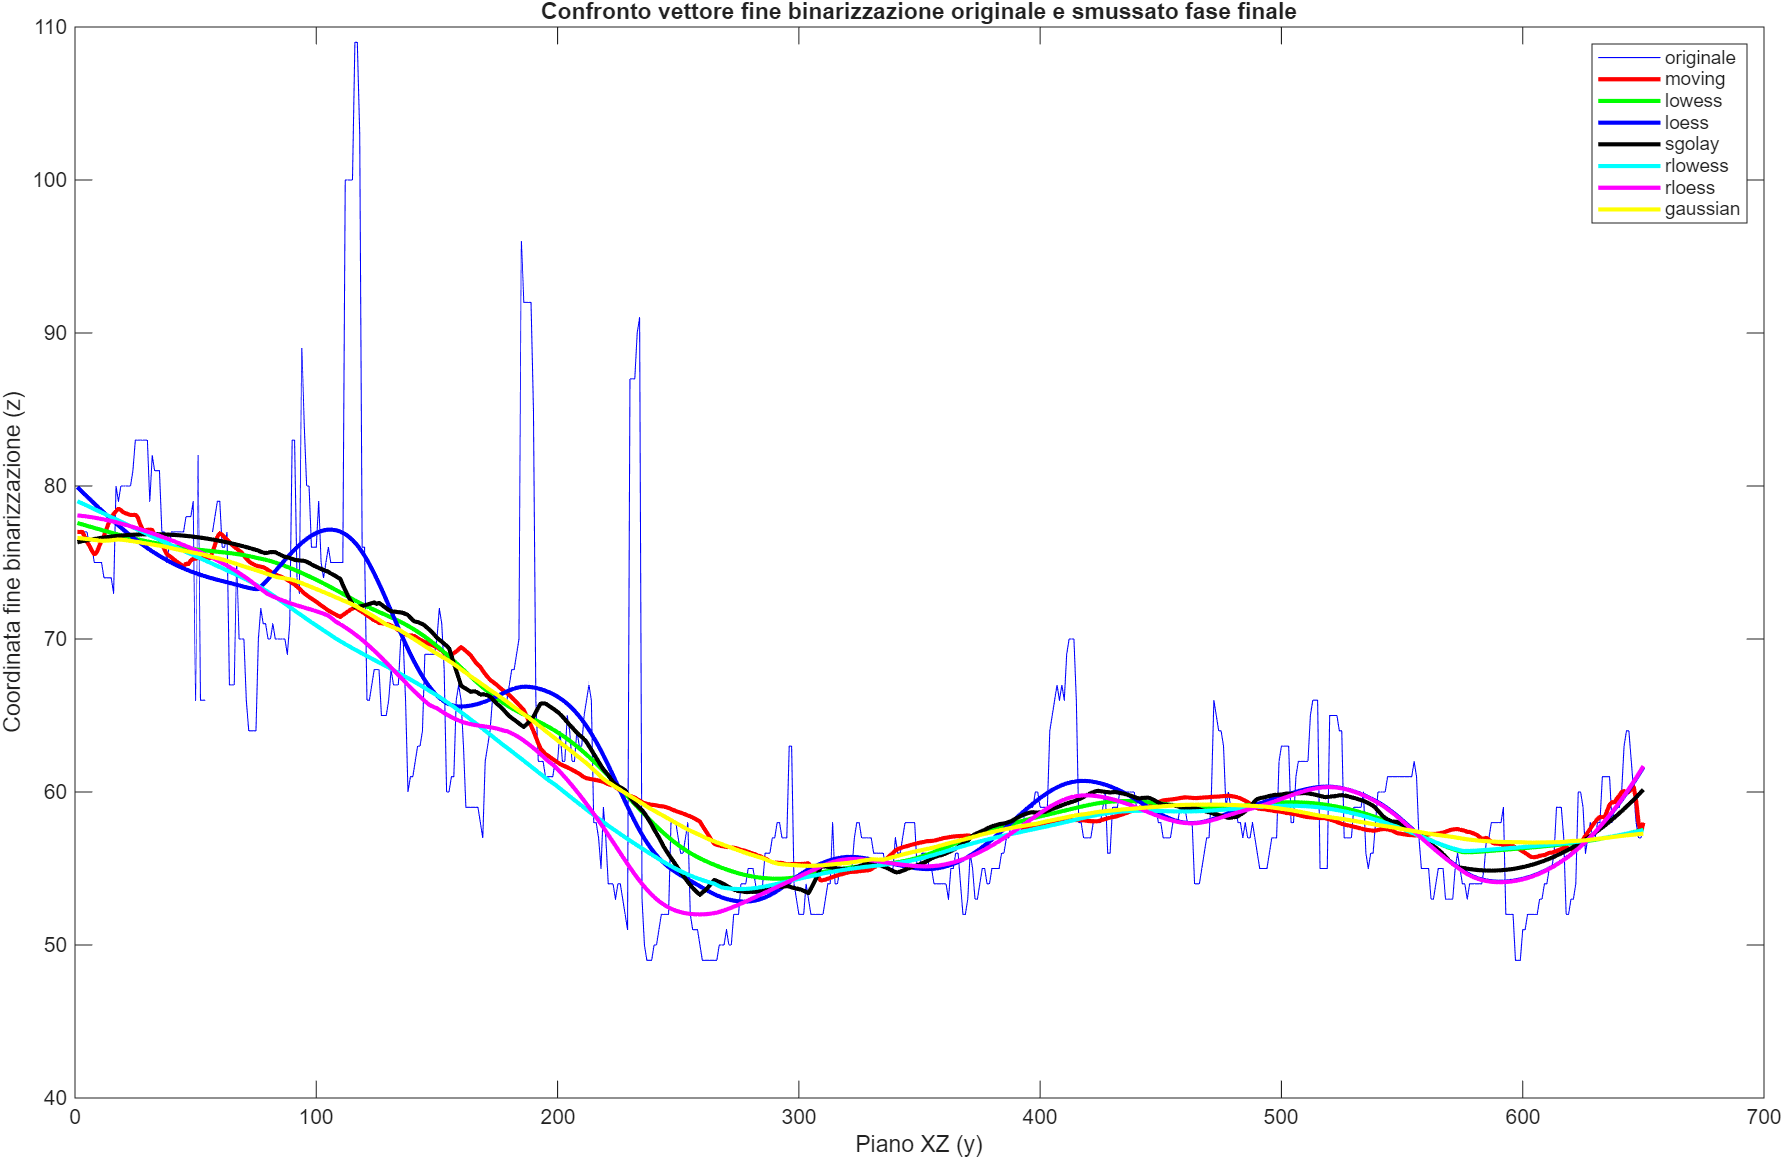 Confronto vettore fine binarizzazione originale e smussato fase finale
110
100
90
80
70
60
50
40
Coordinata fine binarizzazione (z)
originale
moving
lowess
loess
sgolay
rlowess
rloess
gaussian
0
100
200
300
400
500
600
700
Piano XZ (y)